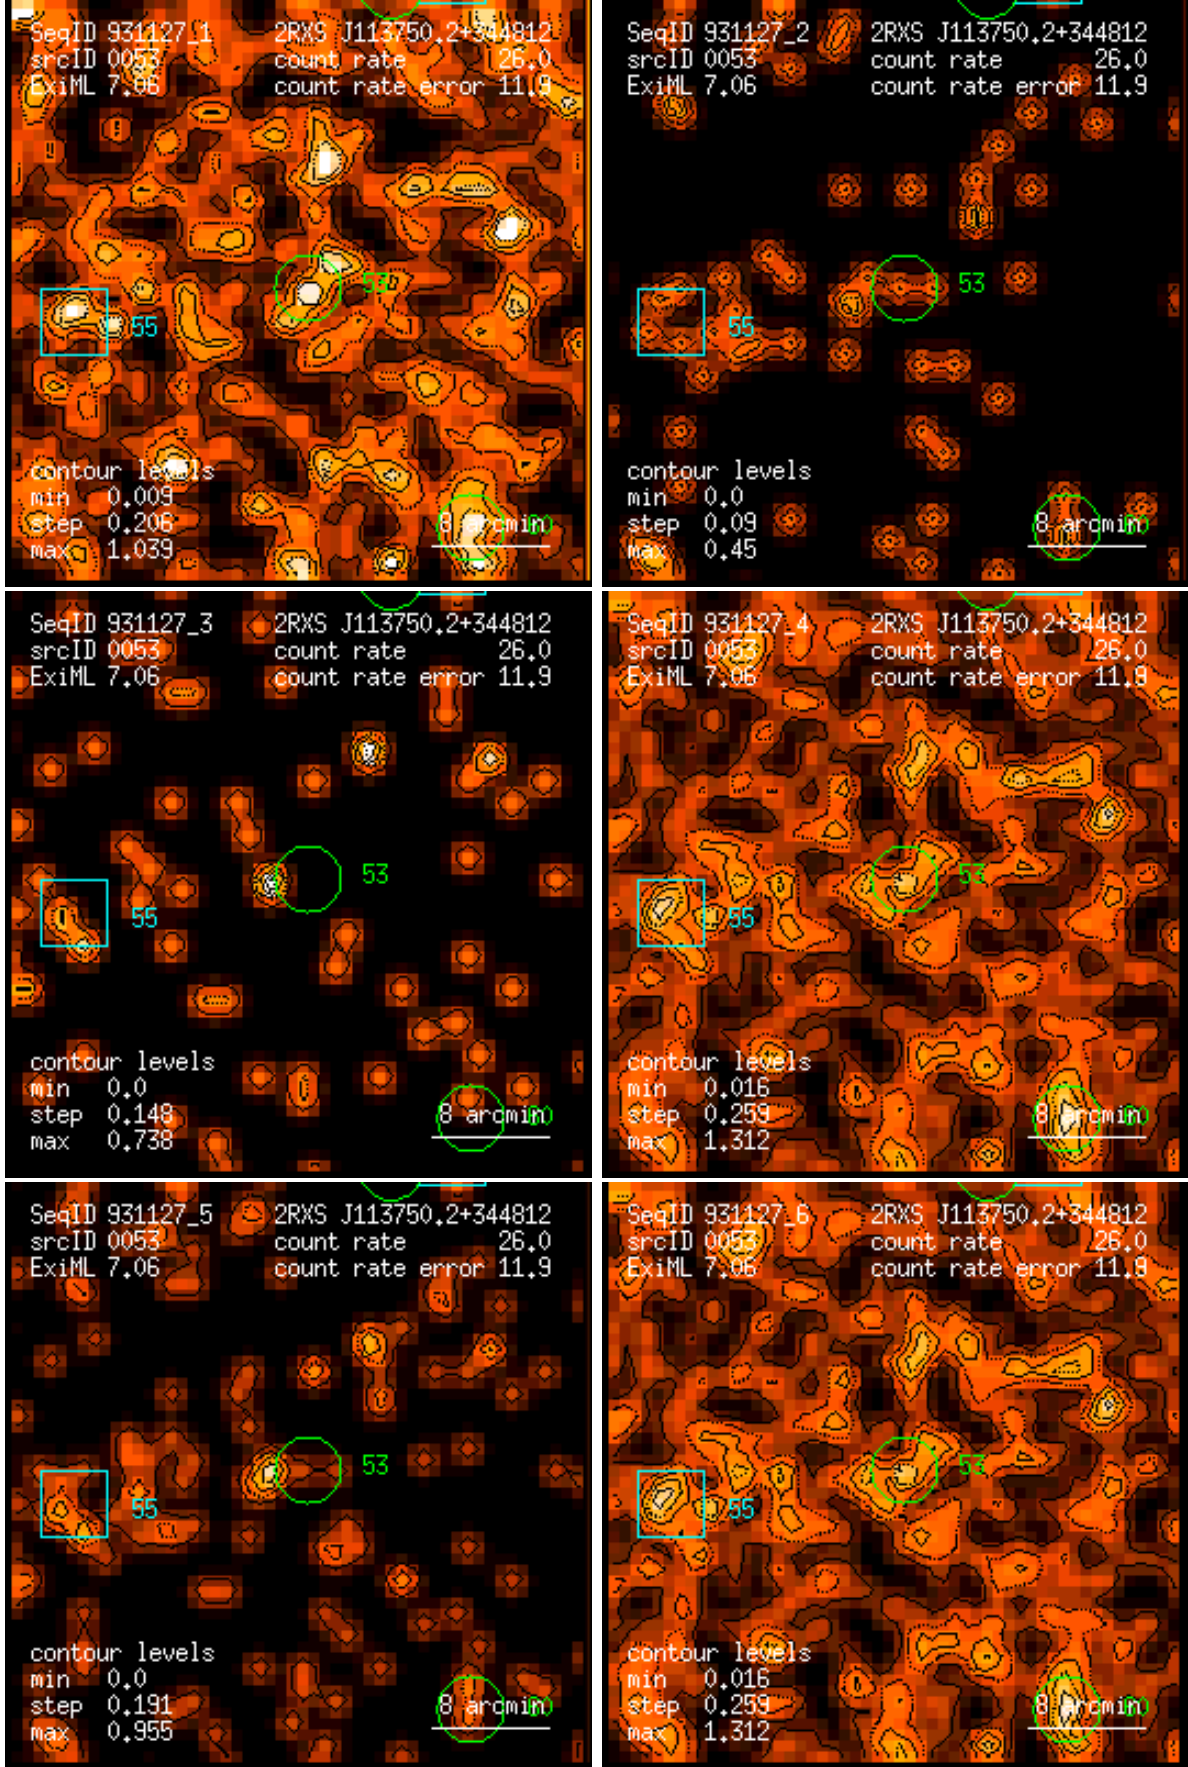 SeqID 931127_1 2RXS J113750.2+344812
srcID 0053 count rate 26.0
ExiML 7.06 count rate error 11.9
53
55
contour levels
min 0.009
step 0.206
max 1.039
8 arcmin
SeqID 931127_2 2RXS J113750.2+344812
srcID 0053 count rate 26.0
ExiML 7.06 count rate error 11.9
53
55
contour levels
min 0.0
step 0.09
max 0.45
8 arcmin
SeqID 931127_3 2RXS J113750.2+344812
srcID 0053 count rate 26.0
ExiML 7.06 count rate error 11.9
53
55
contour levels
min 0.0
step 0.148
max 0.738
8 arcmin
SeqID 931127_4 2RXS J113750.2+344812
srcID 0053 count rate 26.0
ExiML 7.06 count rate error 11.9
53
55
contour levels
min 0.016
step 0.259
max 1.312
8 arcmin
SeqID 931127_5 2RXS J113750.2+344812
srcID 0053 count rate 26.0
ExiML 7.06 count rate error 11.9
53
55
contour levels
min 0.0
step 0.191
max 0.955
8 arcmin
SeqID 931127_6 2RXS J113750.2+344812
srcID 0053 count rate 26.0
ExiML 7.06 count rate error 11.9
53
55
contour levels
min 0.016
step 0.259
max 1.312
8 arcmin